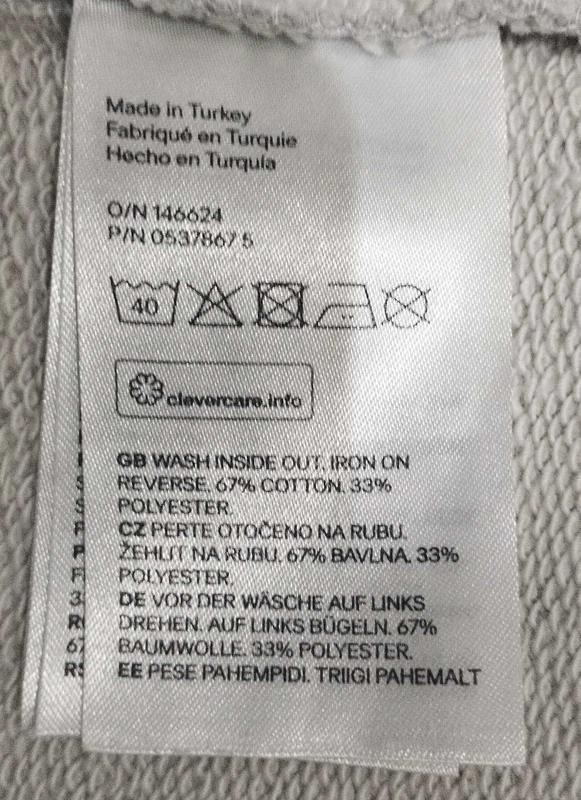 Made in Turkey
Fabriqué en Turquie
Hecho en Turquía
O/N 146624
P/N 0537867 5
40
clevercare.info
GB WASH INSIDE OUT. IRON ON
REVERSE. 67% COTTON. 33%
POLYESTER.
CZ PERTE OTOČENO NA RUBU.
ŽEHLIT NA RUBU. 67% BAVLNA. 33%
POLYESTER.
DE VOR DER WÄSCHE AUF LINKS
DREHEN. AUF LINKS BÜGELN. 67%
BAUMWOLLE. 33% POLYESTER.
EE PESE PAHEMPIDI. TRIIGI PAHEMALT